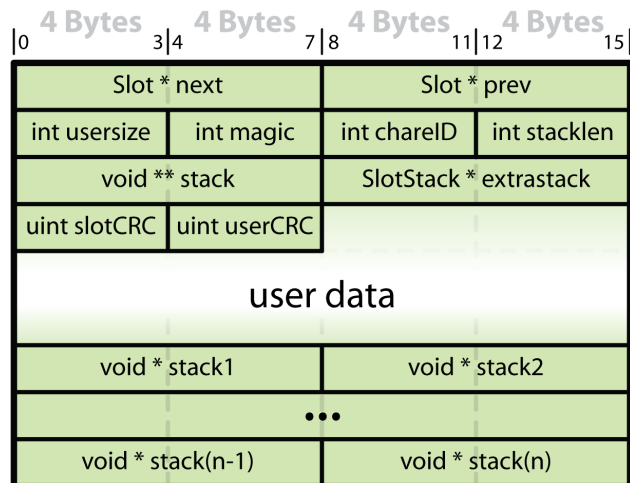 4 Bytes 4 Bytes 4 Bytes 4 Bytes
0 3 4 7 8 11 12 15
Slot * next Slot * prev
int usersize int magic int chareID int stacklen
void ** stack SlotStack * extrastack
uint slotCRC uint userCRC
user data
void * stack1 void * stack2
•••
void * stack(n-1) void * stack(n)